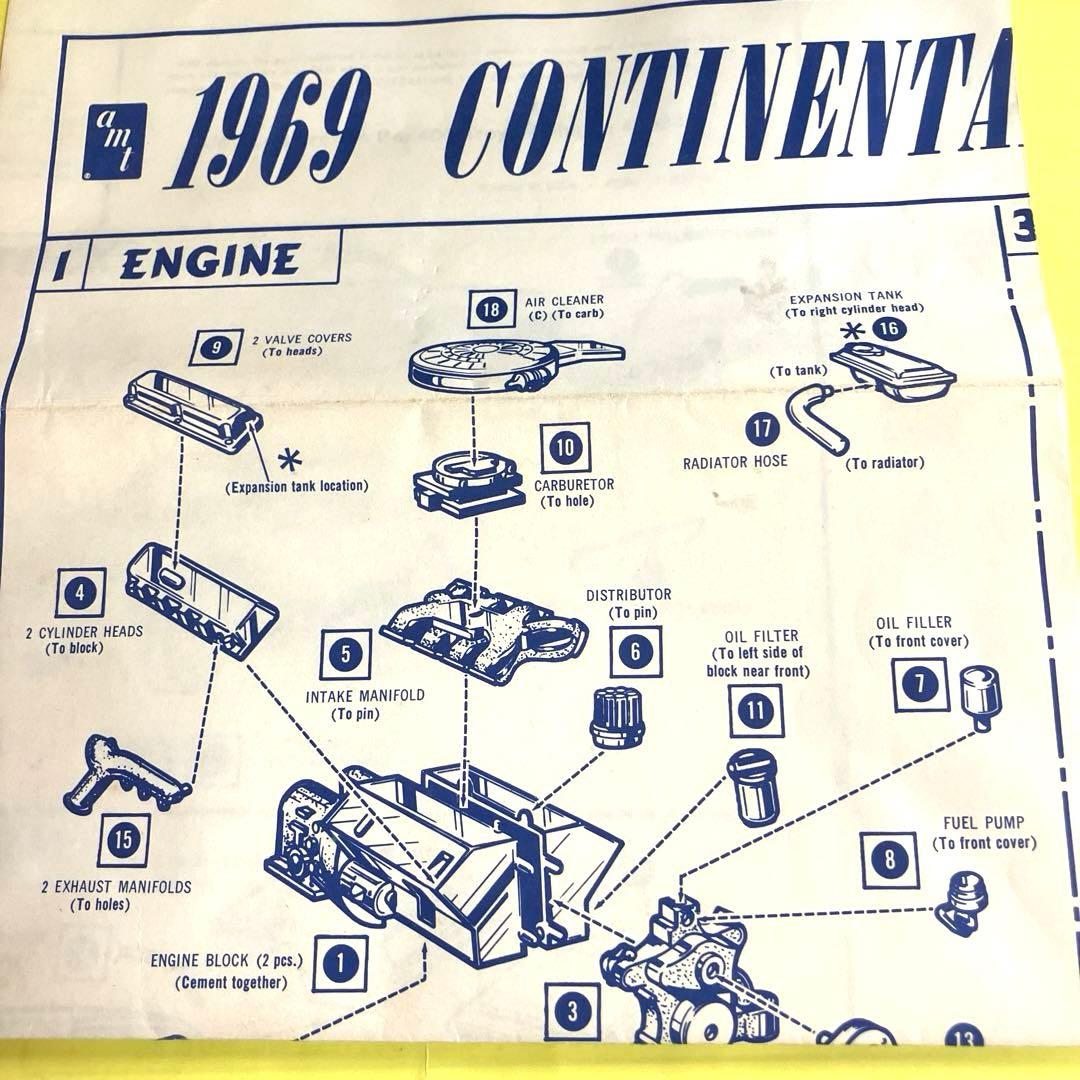 amt
®
1969 CONTINENTA
1 ENGINE
3
18
AIR CLEANER
(C) (To carb)
EXPANSION TANK
(To right cylinder head)
* 16
9
2 VALVE COVERS
(To heads)
(To tank)
17
RADIATOR HOSE
(To radiator)
*
(Expansion tank location)
10
CARBURETOR
(To hole)
4
2 CYLINDER HEADS
(To block)
5
INTAKE MANIFOLD
(To pin)
DISTRIBUTOR
(To pin)
6
OIL FILTER
(To left side of
block near front)
11
OIL FILLER
(To front cover)
7
15
2 EXHAUST MANIFOLDS
(To holes)
FUEL PUMP
(To front cover)
8
ENGINE BLOCK (2 pcs.)
(Cement together)
1
3
13